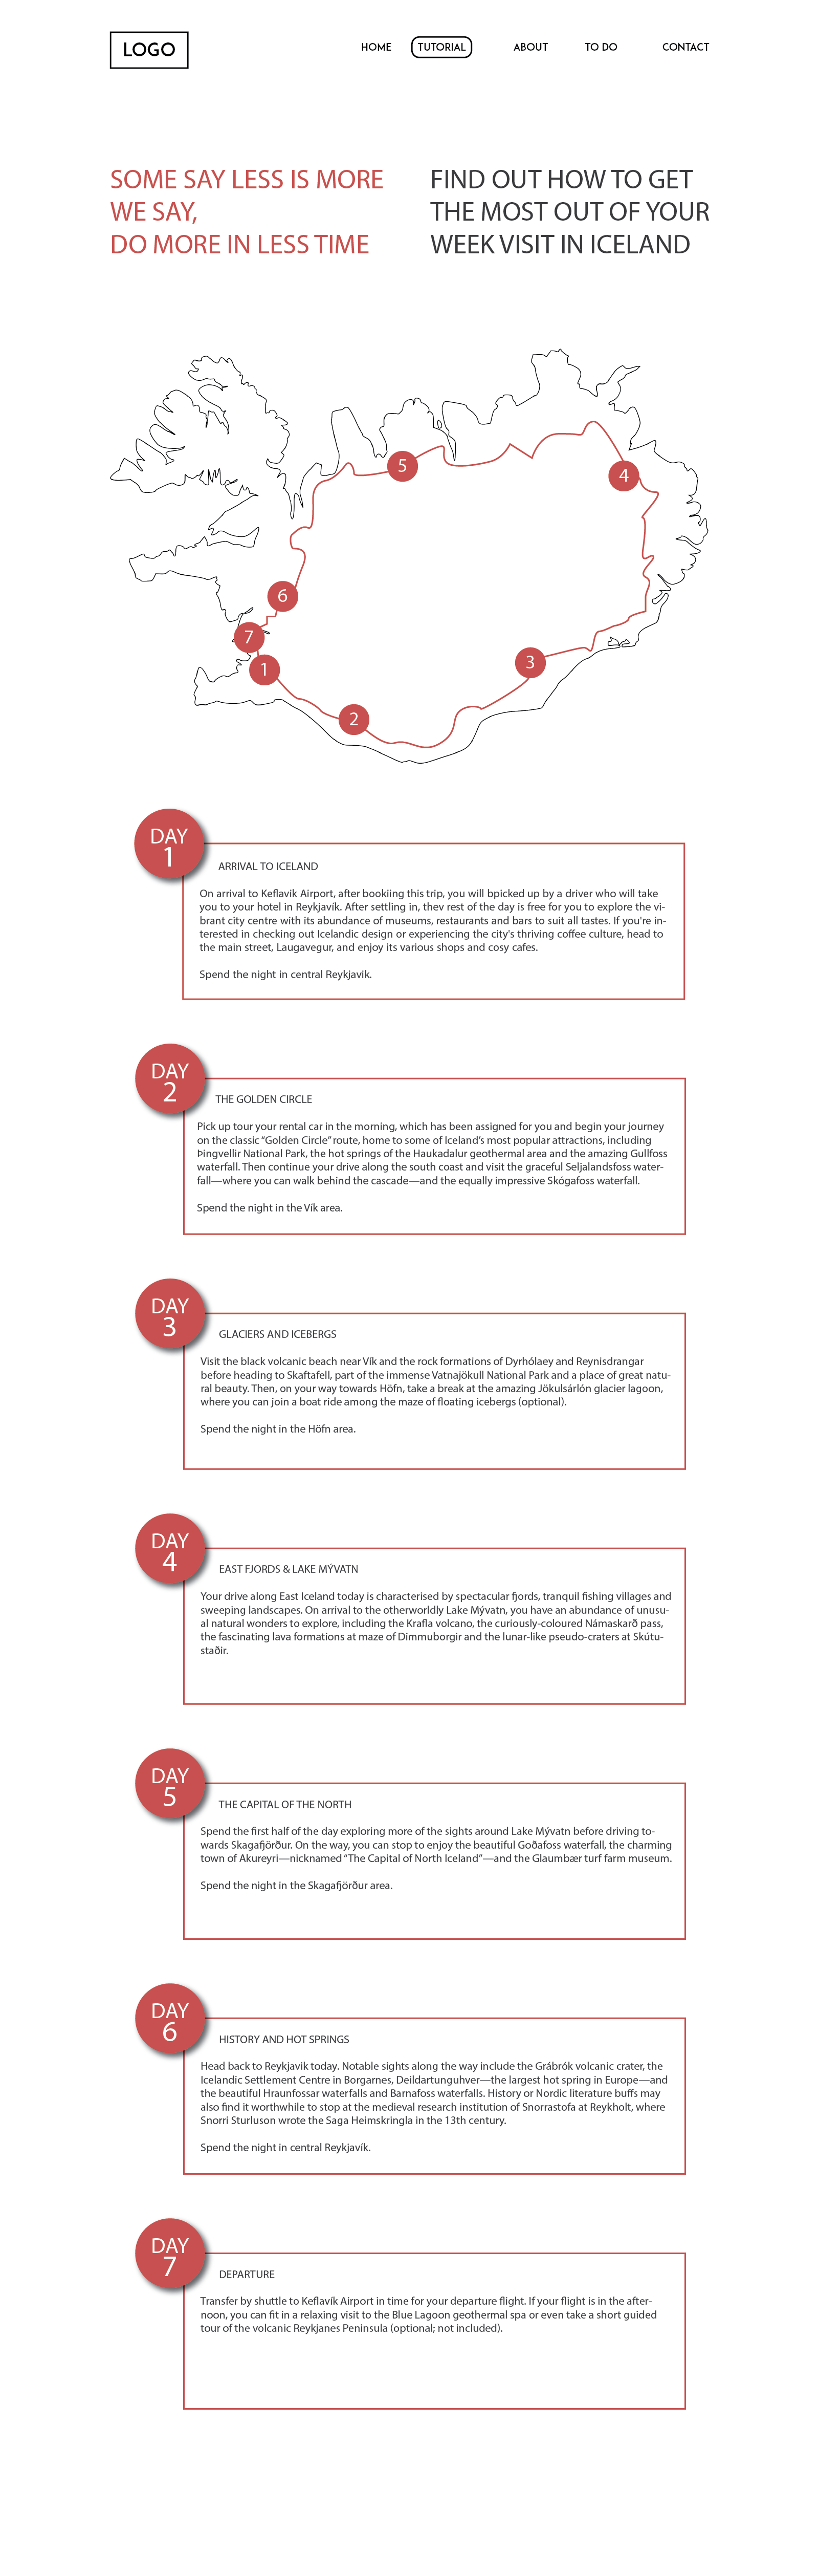 LOGO
HOME
TUTORIAL
ABOUT
TO DO
CONTACT
SOME SAY LESS IS MORE
WE SAY,
DO MORE IN LESS TIME
FIND OUT HOW TO GET
THE MOST OUT OF YOUR
WEEK VISIT IN ICELAND
5
4
6
7
1
3
2
DAY
1
ARRIVAL TO ICELAND
On arrival to Keflavik Airport, after bookiing this trip, you will bpicked up by a driver who will take
you to your hotel in Reykjavík. After settling in, thev rest of the day is free for you to explore the vi-
brant city centre with its abundance of museums, restaurants and bars to suit all tastes. If you're in-
terested in checking out Icelandic design or experiencing the city's thriving coffee culture, head to
the main street, Laugavegur, and enjoy its various shops and cosy cafes.
Spend the night in central Reykjavik.
DAY
2
THE GOLDEN CIRCLE
Pick up tour your rental car in the morning, which has been assigned for you and begin your journey
on the classic “Golden Circle” route, home to some of Iceland’s most popular attractions, including
Þingvellir National Park, the hot springs of the Haukadalur geothermal area and the amazing Gullfoss
waterfall. Then continue your drive along the south coast and visit the graceful Seljalandsfoss water-
fall—where you can walk behind the cascade—and the equally impressive Skógafoss waterfall.
Spend the night in the Vík area.
DAY
3
GLACIERS AND ICEBERGS
Visit the black volcanic beach near Vík and the rock formations of Dyrhólaey and Reynisdrangar
before heading to Skaftafell, part of the immense Vatnajökull National Park and a place of great natu-
ral beauty. Then, on your way towards Höfn, take a break at the amazing Jökulsárlón glacier lagoon,
where you can join a boat ride among the maze of floating icebergs (optional).
Spend the night in the Höfn area.
DAY
4
EAST FJORDS & LAKE MÝVATN
Your drive along East Iceland today is characterised by spectacular fjords, tranquil fishing villages and
sweeping landscapes. On arrival to the otherworldly Lake Mývatn, you have an abundance of unusu-
al natural wonders to explore, including the Krafla volcano, the curiously-coloured Námaskarð pass,
the fascinating lava formations at maze of Dimmuborgir and the lunar-like pseudo-craters at Skútu-
staðir.
DAY
5
THE CAPITAL OF THE NORTH
Spend the first half of the day exploring more of the sights around Lake Mývatn before driving to-
wards Skagafjörður. On the way, you can stop to enjoy the beautiful Goðafoss waterfall, the charming
town of Akureyri—nicknamed “The Capital of North Iceland”—and the Glaumbær turf farm museum.
Spend the night in the Skagafjörður area.
DAY
6
HISTORY AND HOT SPRINGS
Head back to Reykjavik today. Notable sights along the way include the Grábrók volcanic crater, the
Icelandic Settlement Centre in Borgarnes, Deildartunguhver—the largest hot spring in Europe—and
the beautiful Hraunfossar waterfalls and Barnafoss waterfalls. History or Nordic literature buffs may
also find it worthwhile to stop at the medieval research institution of Snorrastofa at Reykholt, where
Snorri Sturluson wrote the Saga Heimskringla in the 13th century.
Spend the night in central Reykjavík.
DAY
7
DEPARTURE
Transfer by shuttle to Keflavík Airport in time for your departure flight. If your flight is in the after-
noon, you can fit in a relaxing visit to the Blue Lagoon geothermal spa or even take a short guided
tour of the volcanic Reykjanes Peninsula (optional; not included).